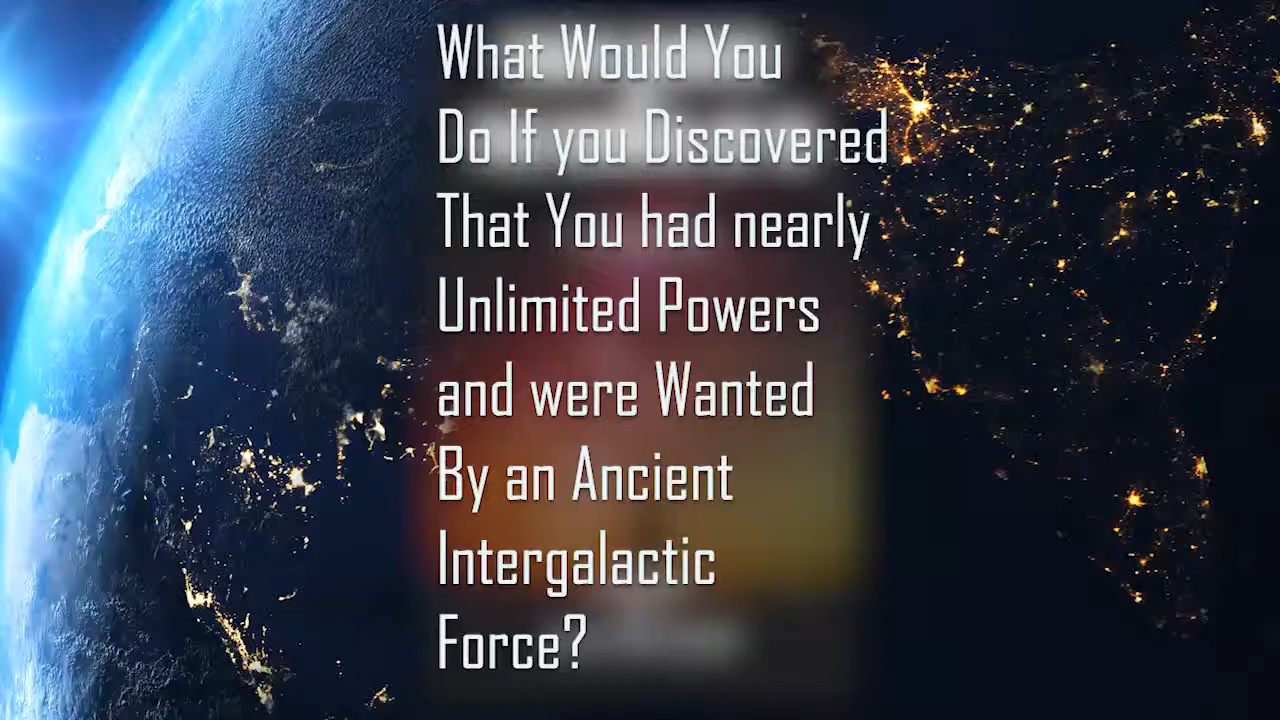 What Would You
Do If you Discovered
That You had nearly
Unlimited Powers
and were Wanted
By an Ancient
Intergalactic
Force?